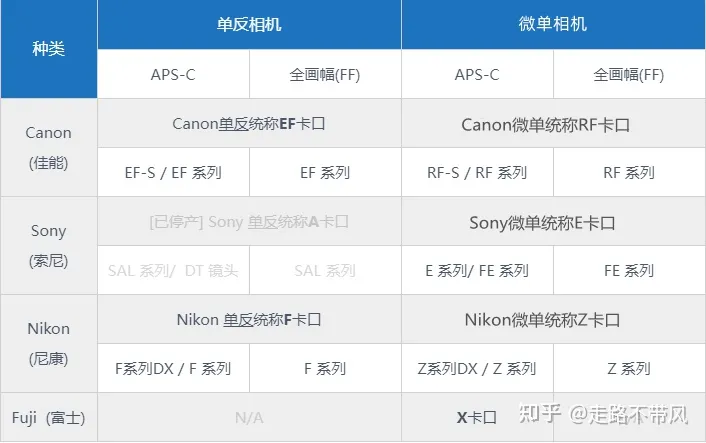 种类
单反相机
微单相机
APS-C
全画幅(FF)
APS-C
全画幅(FF)
Canon
(佳能)
Canon单反统称EF卡口
Canon微单统称RF卡口
EF-S / EF 系列
EF 系列
RF-S / RF 系列
RF 系列
Sony
(索尼)
[已停产] Sony 单反统称A卡口
Sony微单统称E卡口
SAL 系列/ DT 镜头
SAL 系列
E 系列/ FE 系列
FE 系列
Nikon
(尼康)
Nikon 单反统称F卡口
Nikon微单统称Z卡口
F系列DX / F 系列
F 系列
Z系列DX / Z 系列
Z 系列
Fuji (富士)
N/A
X卡口
知乎 @走路不带风